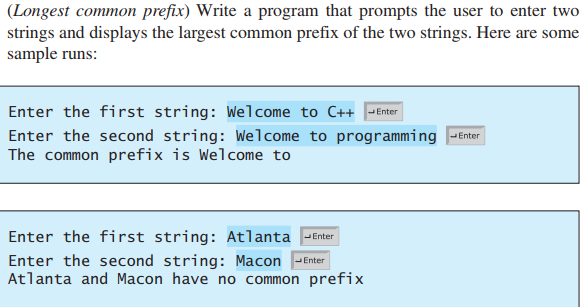 (Longest common prefix) Write a program that prompts the user to enter two
strings and displays the largest common prefix of the two strings. Here are some
sample runs:
Enter the first string: Welcome to C++ ↵Enter
Enter the second string: Welcome to programming ↵Enter
The common prefix is Welcome to
Enter the first string: Atlanta ↵Enter
Enter the second string: Macon ↵Enter
Atlanta and Macon have no common prefix